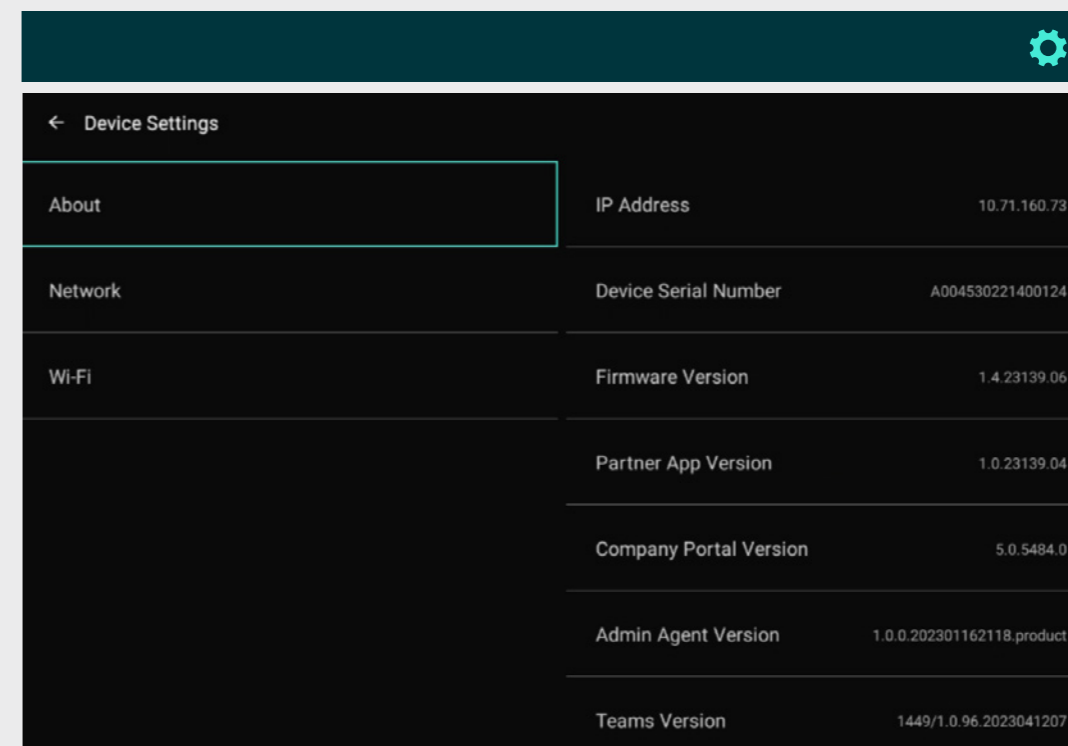 Device Settings
About
Network
Wi-Fi
IP Address 10.71.160.73
Device Serial Number A004530221400124
Firmware Version 1.4.23139.06
Partner App Version 1.0.23139.04
Company Portal Version 5.0.5484.0
Admin Agent Version 1.0.0.202301162118.product
Teams Version 1449/1.0.96.2023041207